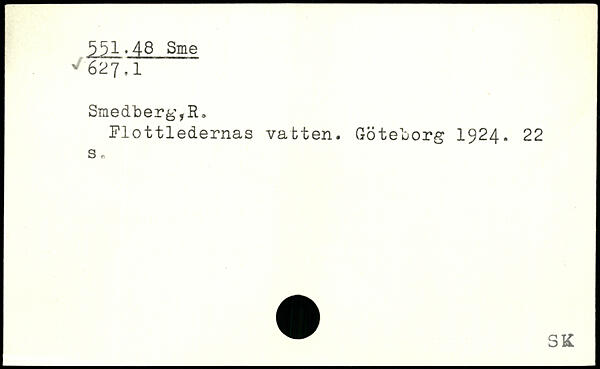 551.48 Sme
✓627.1
Smedberg,R.
Flottledernas vatten. Göteborg 1924. 22
s.
SK